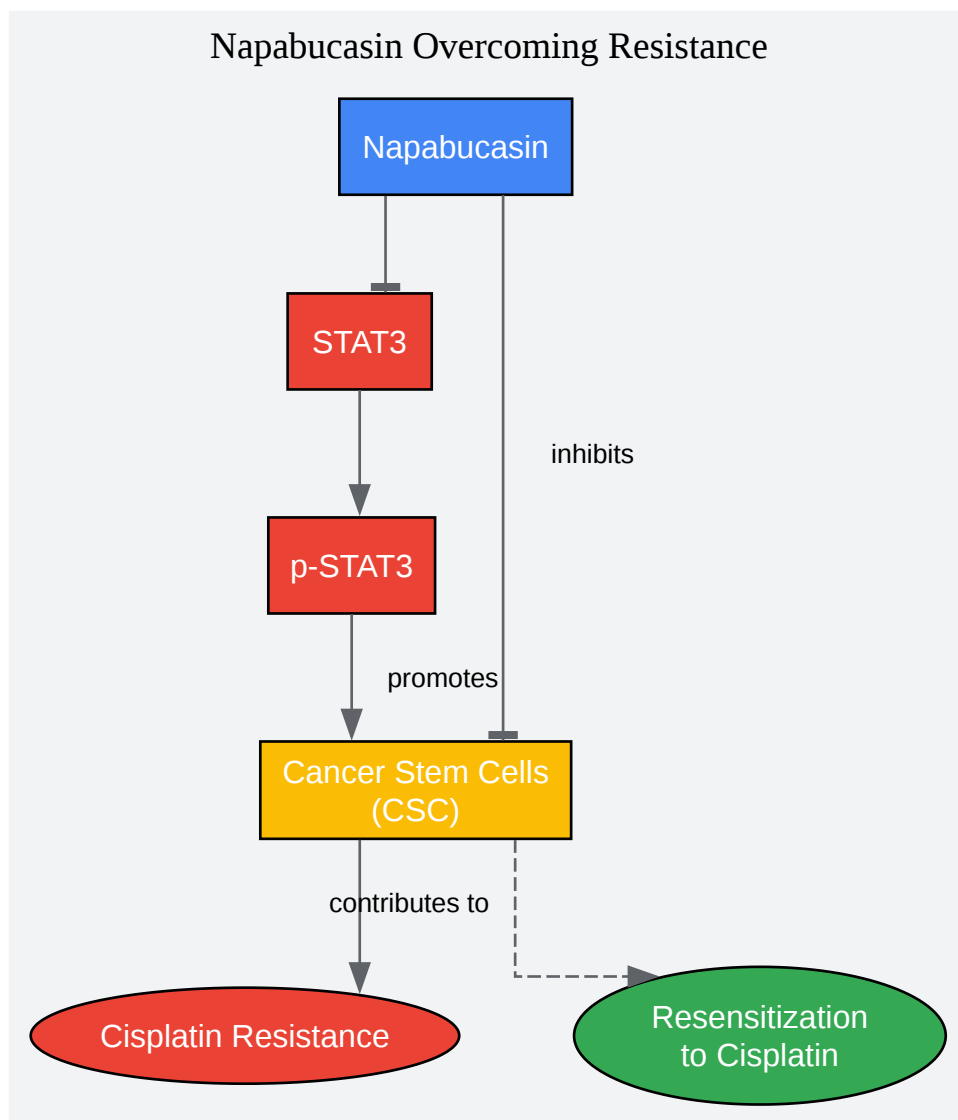 Napabucasin Overcoming Resistance
Napabucasin
STAT3
inhibits
p-STAT3
promotes
Cancer Stem Cells
(CSC)
contributes to
Cisplatin Resistance
Resensitization
to Cisplatin